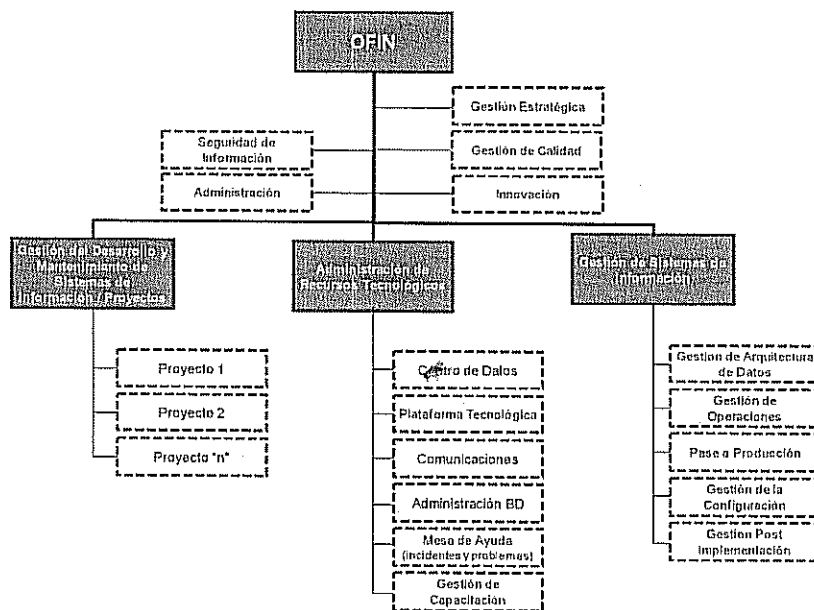 OFIN
Gestión Estratégica
Seguridad de
Información
Gestión de Calidad
Administración
Innovación
Gestión del Desarrollo y
Mantenimiento de
Sistemas de
Información / Proyectos
Administración de
Recursos Tecnológicos
Gestión de Sistemas de
Información
Proyecto 1
Proyecto 2
Proyecto "n"
Centro de Datos
Plataforma Tecnológica
Comunicaciones
Administración BD
Mesa de Ayuda
(incidentes y problemas)
Gestión de
Capacitación
Gestion de Arquitectura
de Datos
Gestión de
Operaciones
Pase a Producción
Gestión de la
Configuración
Gestion Post
Implementación